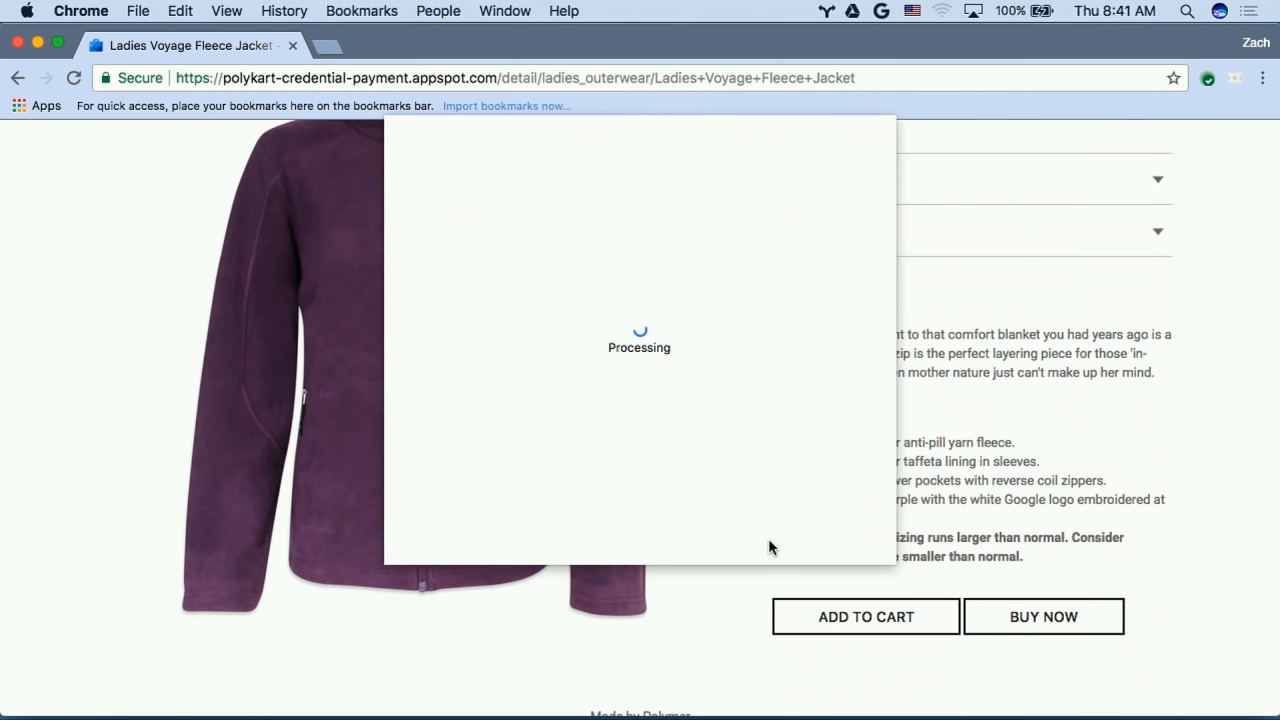 Chrome File Edit View History Bookmarks People Window Help 100% Thu 8:41 AM
Ladies Voyage Fleece Jacket - Zach
Secure https://polykart-credential-payment.appspot.com/detail/ladies_outerwear/Ladies+Voyage+Fleece+Jacket
Apps For quick access, place your bookmarks here on the bookmarks bar. Import bookmarks now...
Processing
to that comfort blanket you had years ago is a
zip is the perfect layering piece for those 'in-
mother nature just can't make up her mind.
anti-pill yarn fleece.
taffeta lining in sleeves.
pockets with reverse coil zippers.
with the white Google logo embroidered at
runs larger than normal. Consider
smaller than normal.
ADD TO CART BUY NOW
Made by Polymer